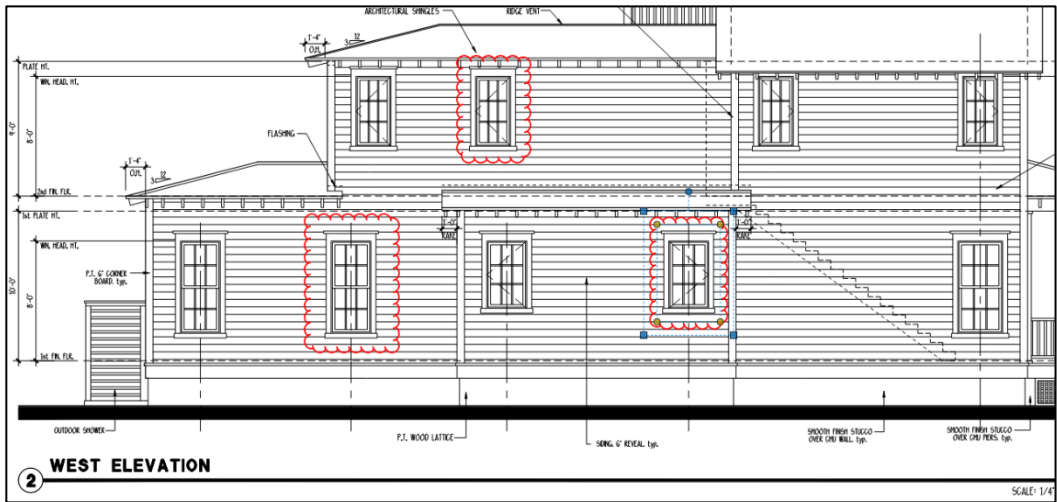 ARCHITECTURAL SHINGLES
RIDGE VENT
1'-4"
O.H.
12
3
PLATE HT.
WIN. HEAD. HT.
9'-0"
8'-0"
FLASHING
1'-4"
O.H.
12
3
2nd FIN. FLR.
1st PLATE HT.
1'-0"
RAKE
1'-0"
RAKE
WIN. HEAD. HT.
P.T. 6" CORNER
BOARD. typ.
10'-0"
8'-0"
1st FIN. FLR.
OUTDOOR SHOWER
P.T. WOOD LATTICE
SIDING, 6" REVEAL. typ.
SMOOTH FINISH STUCCO
OVER CMU WALL. typ.
SMOOTH FINISH STUCCO
OVER CMU PIERS. typ.
2
WEST ELEVATION
SCALE: 1/4"